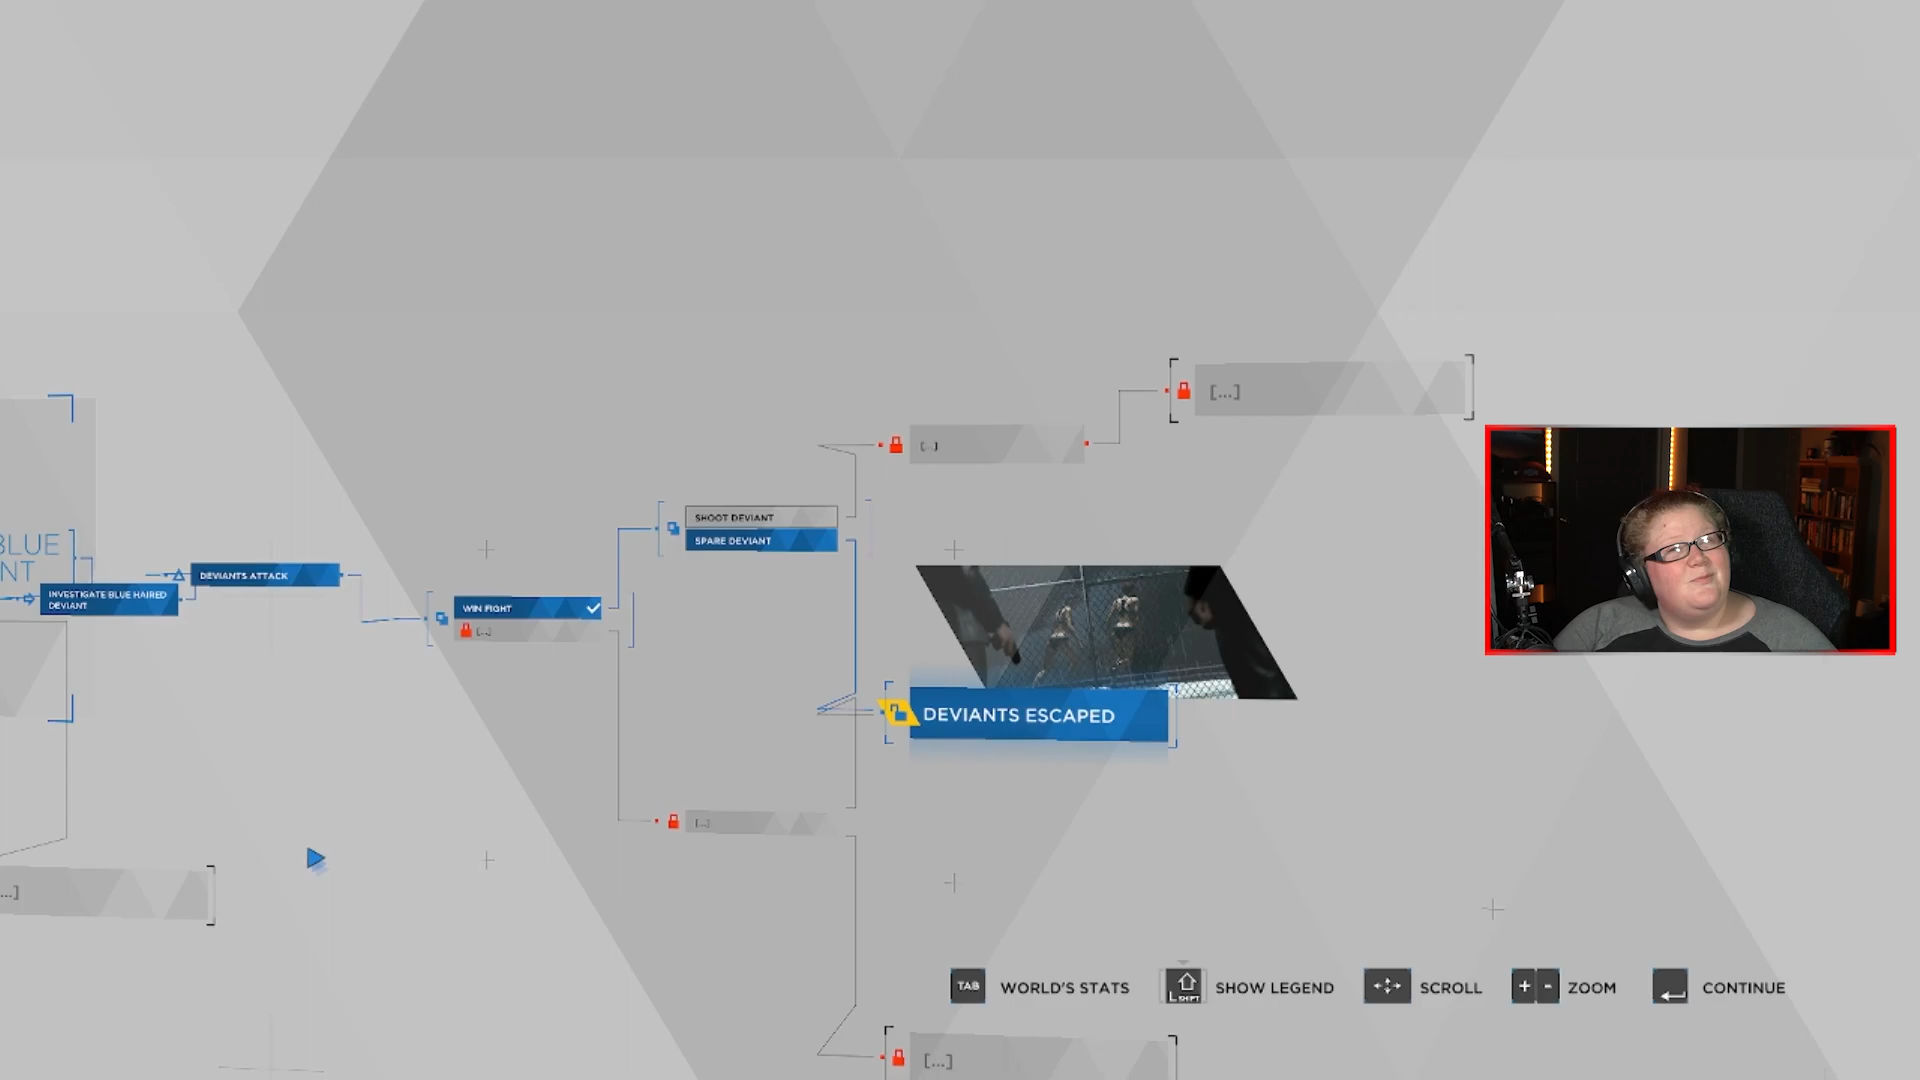 [...]
[...]
SHOOT DEVIANT
SPARE DEVIANT
BLUE
NT
DEVIANTS ATTACK
INVESTIGATE BLUE HAIRED
DEVIANT
WIN FIGHT
[...]
DEVIANTS ESCAPED
[...]
...]
TAB WORLD'S STATS
L SHIFT SHOW LEGEND
SCROLL
+ - ZOOM
CONTINUE
[...]